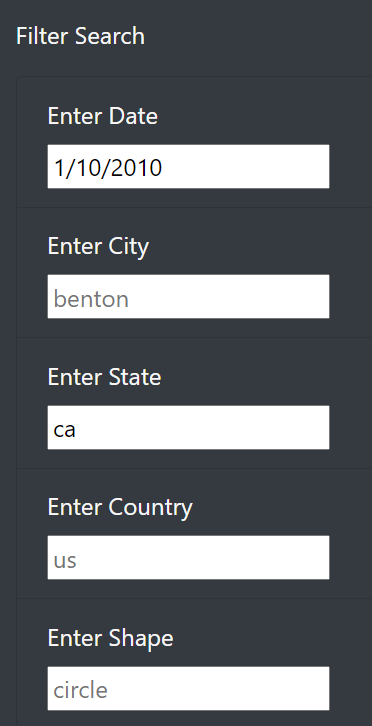 Filter Search
Enter Date
1/10/2010
Enter City
benton
Enter State
ca
Enter Country
us
Enter Shape
circle